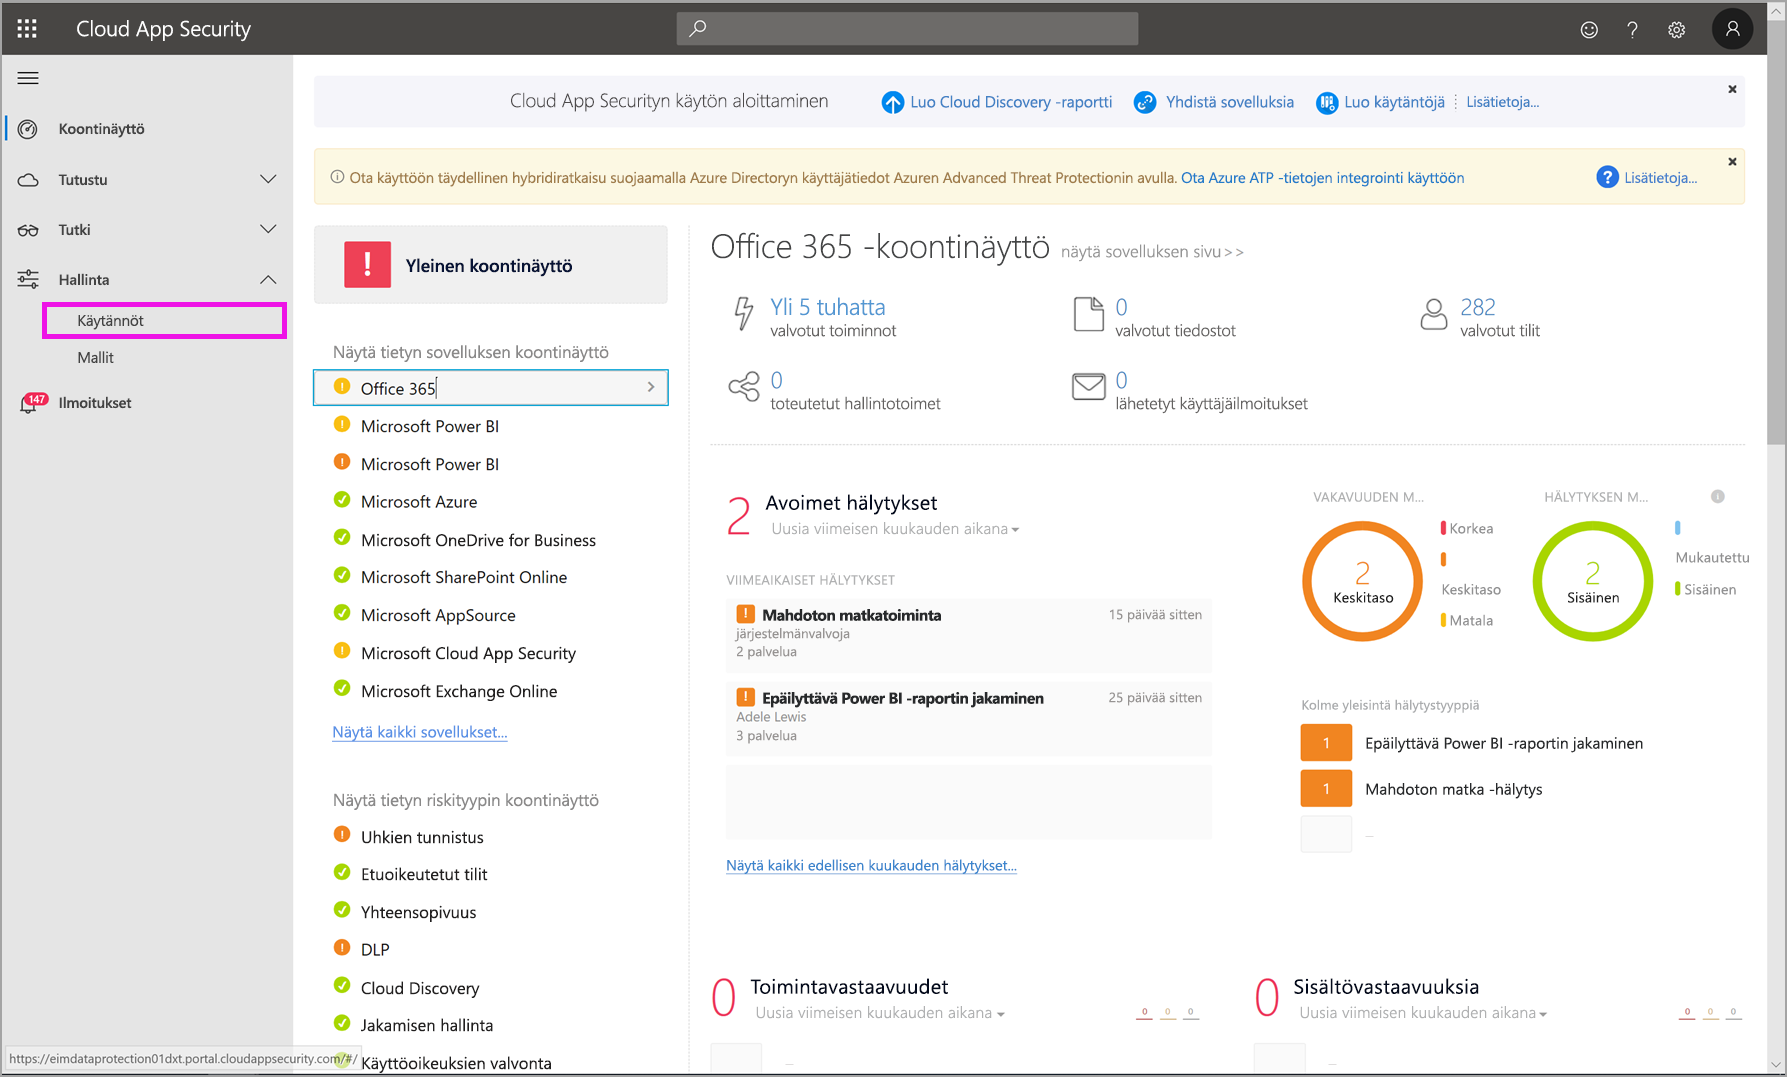 Cloud App Security
Cloud App Securityn käytön aloittaminen
Luo Cloud Discovery -raportti
Yhdistä sovelluksia
Luo käytäntöjä
Lisätietoja...
Koontinäyttö
Tutustu
Tutki
Hallinta
Käytännöt
Mallit
147
Ilmoitukset
Ota käyttöön täydellinen hybridiratkaisu suojaamalla Azure Directoryn käyttäjätiedot Azuren Advanced Threat Protectionin avulla. Ota Azure ATP -tietojen integrointi käyttöön
Lisätietoja...
Yleinen koontinäyttö
Näytä tietyn sovelluksen koontinäyttö
Office 365
Microsoft Power BI
Microsoft Power BI
Microsoft Azure
Microsoft OneDrive for Business
Microsoft SharePoint Online
Microsoft AppSource
Microsoft Cloud App Security
Microsoft Exchange Online
Näytä kaikki sovellukset...
Näytä tietyn riskityypin koontinäyttö
Uhkien tunnistus
Etuoikeutetut tilit
Yhteensopivuus
DLP
Cloud Discovery
Jakamisen hallinta
Käyttöoikeuksien valvonta
https://eimdataprotection01dxt.portal.cloudappsecurity.com/#/
Office 365 -koontinäyttö näytä sovelluksen sivu>>
Yli 5 tuhatta
valvotut toiminnot
0
valvotut tiedostot
282
valvotut tilit
0
toteutetut hallintotoimet
0
lähetetyt käyttäjäilmoitukset
2 Avoimet hälytykset
Uusia viimeisen kuukauden aikana
VIIMEAIKAISET HÄLYTYKSET
Mahdoton matkatoiminta
15 päivää sitten
järjestelmänvalvoja
2 palvelua
Epäilyttävä Power BI -raportin jakaminen
25 päivää sitten
Adele Lewis
3 palvelua
Näytä kaikki edellisen kuukauden hälytykset...
VAKAVUUDEN M...
2
Keskitaso
Korkea
Keskitaso
Matala
HÄLYTYKSEN M...
2
Sisäinen
Mukautettu
Sisäinen
Kolme yleisintä hälytystyyppiä
1 Epäilyttävä Power BI -raportin jakaminen
1 Mahdoton matka -hälytys
–
0 Toimintavastaavuudet
Uusia viimeisen kuukauden aikana
0 0 0
–
0 Sisältövastaavuuksia
Uusia viimeisen kuukauden aikana
0 0 0
–